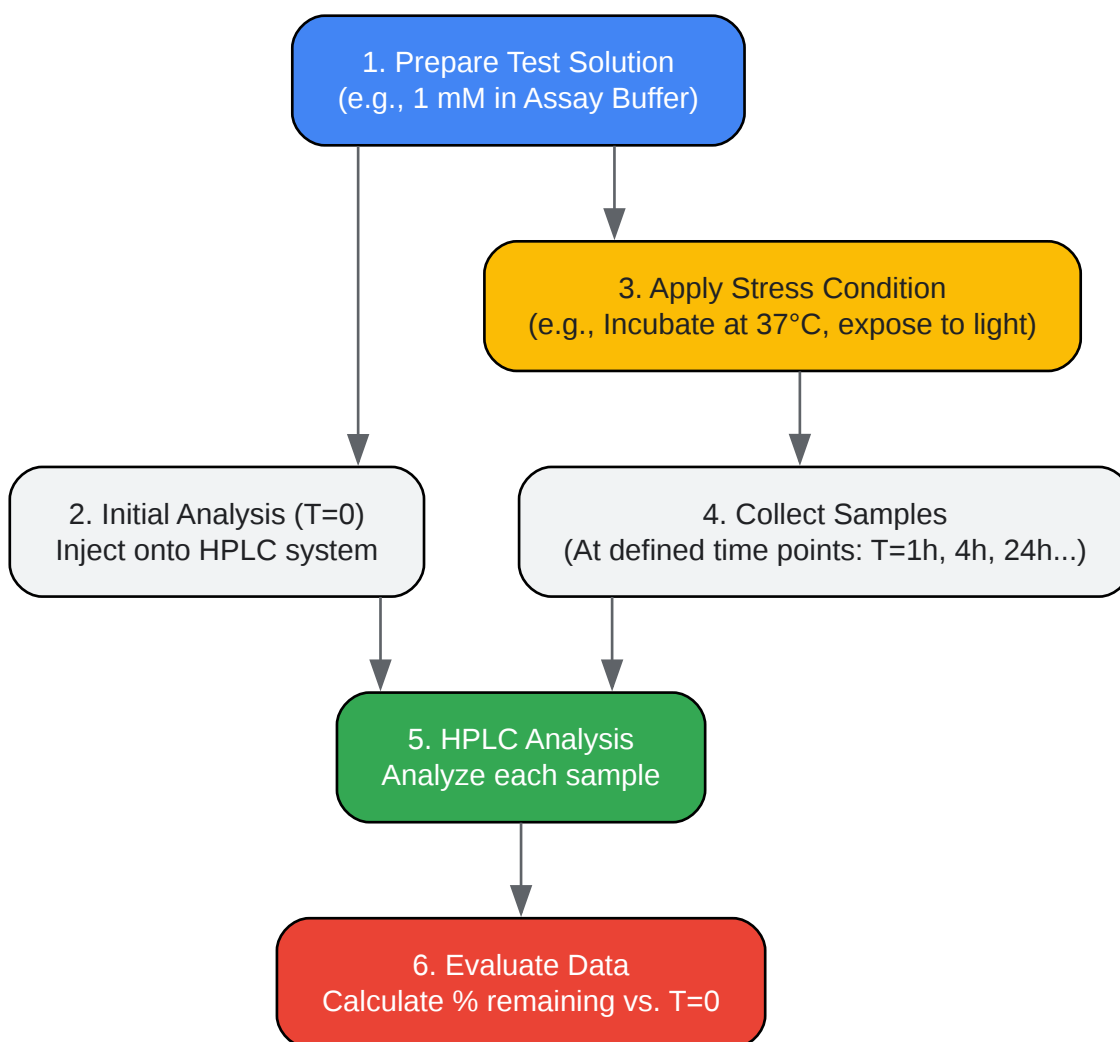 1. Prepare Test Solution
(e.g., 1 mM in Assay Buffer)
3. Apply Stress Condition
(e.g., Incubate at 37°C, expose to light)
2. Initial Analysis (T=0)
Inject onto HPLC system
4. Collect Samples
(At defined time points: T=1h, 4h, 24h...)
5. HPLC Analysis
Analyze each sample
6. Evaluate Data
Calculate % remaining vs. T=0